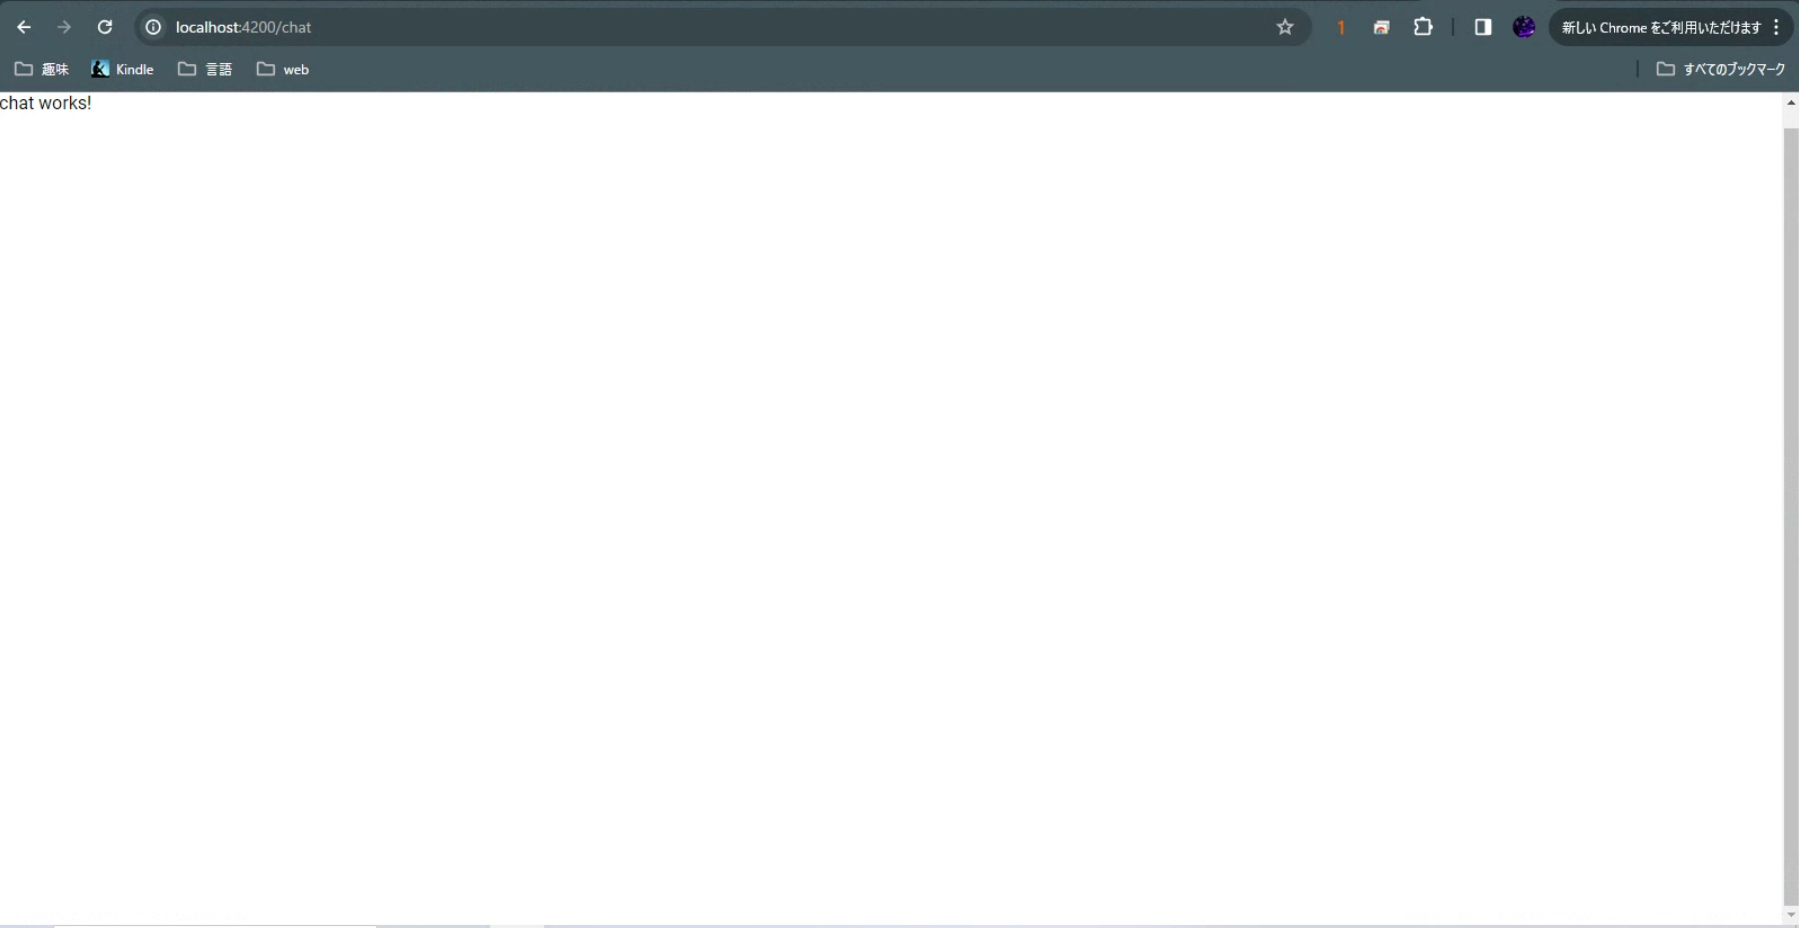 localhost:4200/chat
1
新しい Chrome をご利用いただけます
趣味
Kindle
言語
web
すべてのブックマーク
chat works!